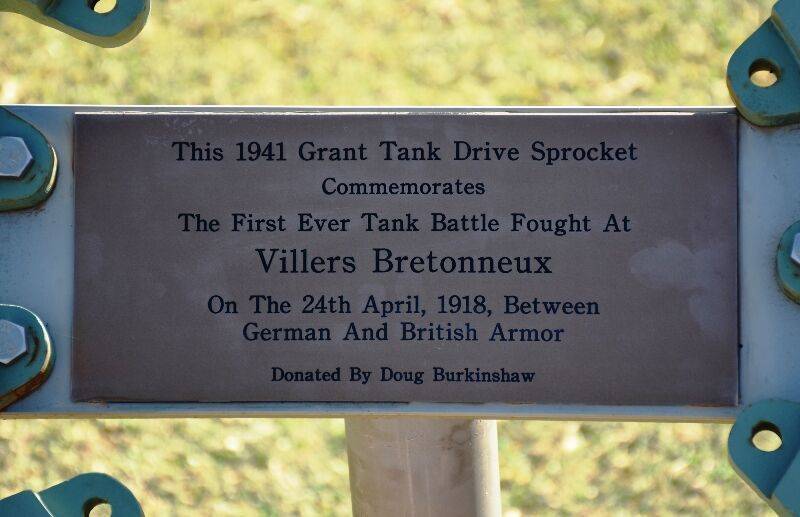 This 1941 Grant Tank Drive Sprocket
Commemorates
The First Ever Tank Battle Fought At
Villers Bretonneux
On The 24th April, 1918, Between
German And British Armor
Donated By Doug Burkinshaw